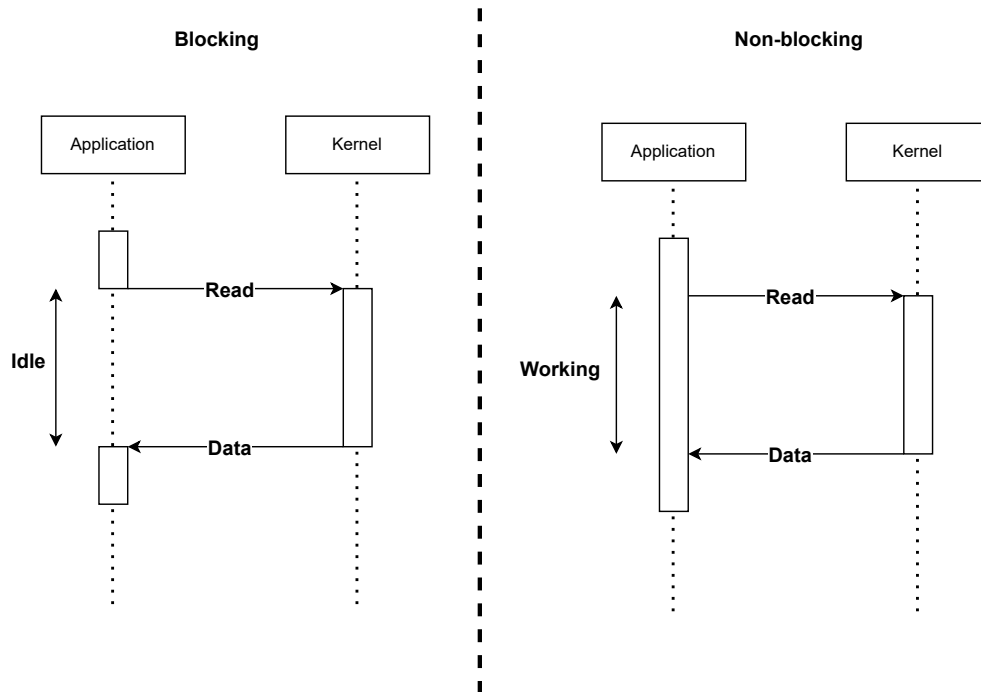 Blocking
Non-blocking
Application
Kernel
Application
Kernel
Read
Read
Idle
Working
Data
Data